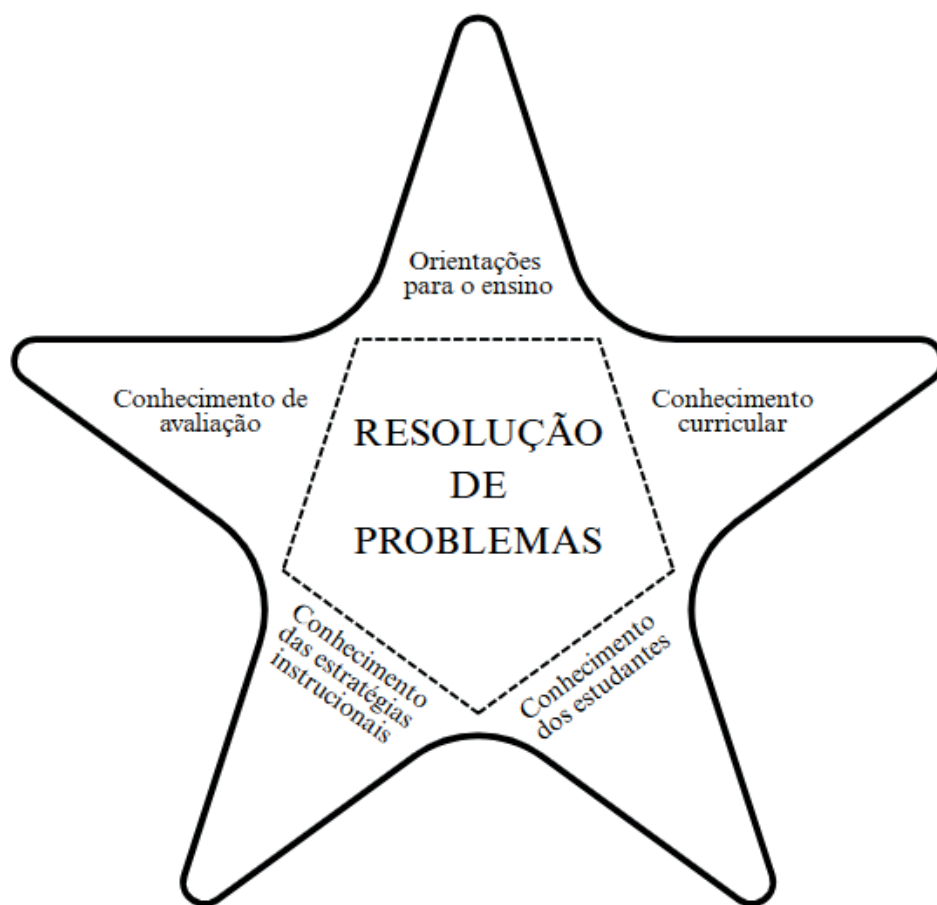 Orientações
para o ensino
Conhecimento de
avaliação
Conhecimento
curricular
RESOLUÇÃO
DE
PROBLEMAS
Conhecimento
das estratégias
instrucionais
Conhecimento
dos estudantes